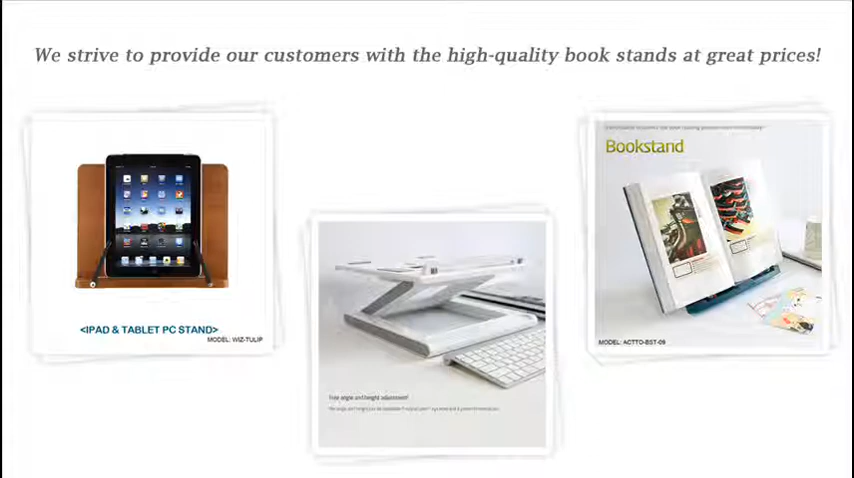 We strive to provide our customers with the high-quality book stands at great prices!
<IPAD & TABLET PC STAND>
MODEL: WIZ-TULIP
Free angle and height adjustment!
Bookstand
MODEL: ACTTO-BST-09